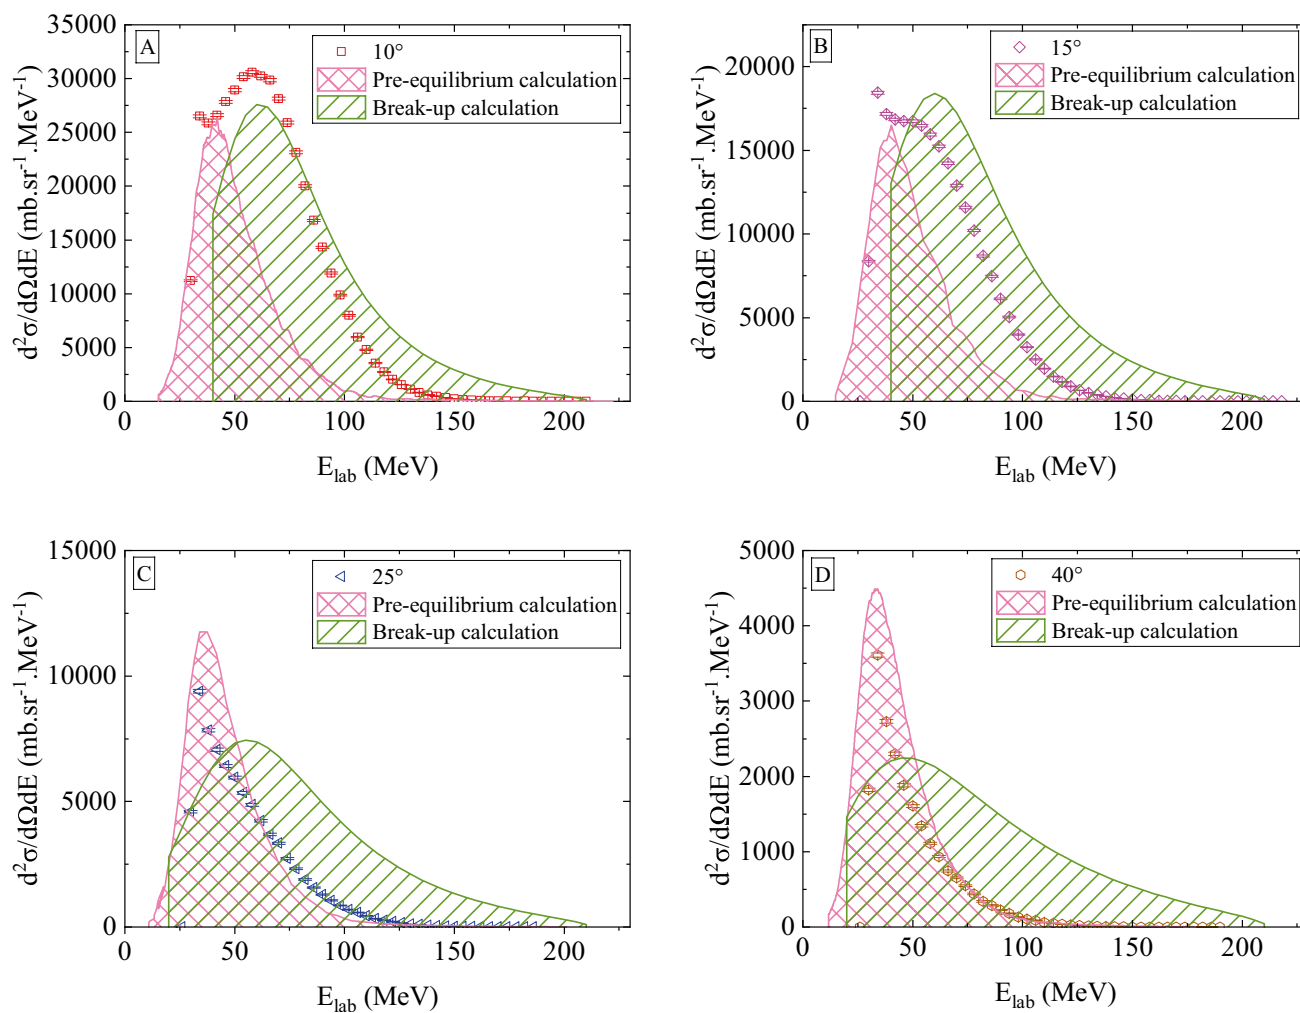 A
10°
Pre-equilibrium calculation
Break-up calculation
35000
30000
25000
20000
15000
10000
5000
0
0 50 100 150 200
d²σ/dΩdE (mb.sr⁻¹.MeV⁻¹)
E_lab (MeV)
B
15°
Pre-equilibrium calculation
Break-up calculation
20000
15000
10000
5000
0
0 50 100 150 200
d²σ/dΩdE (mb.sr⁻¹.MeV⁻¹)
E_lab (MeV)
C
25°
Pre-equilibrium calculation
Break-up calculation
15000
10000
5000
0
0 50 100 150 200
d²σ/dΩdE (mb.sr⁻¹.MeV⁻¹)
E_lab (MeV)
D
40°
Pre-equilibrium calculation
Break-up calculation
5000
4000
3000
2000
1000
0
0 50 100 150 200
d²σ/dΩdE (mb.sr⁻¹.MeV⁻¹)
E_lab (MeV)